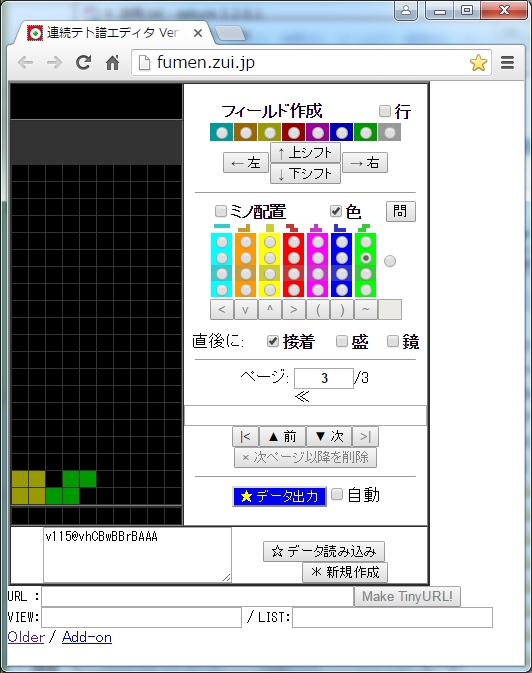 連続テト譜エディタ Ver
fumen.zui.jp
フィールド作成 行
← 左 ↑ 上シフト → 右
↓ 下シフト
ミノ配置 色 問
< v ^ > ( ) ~
直後に: 接着 盛 鏡
ページ: 3 /3
≪
|< ▲ 前 ▼ 次 >|
× 次ページ以降を削除
★ データ出力 自動
v115@vhCBwBBrBAAA
☆ データ読み込み
＊ 新規作成
URL : Make TinyURL!
VIEW: / LIST:
Older / Add-on